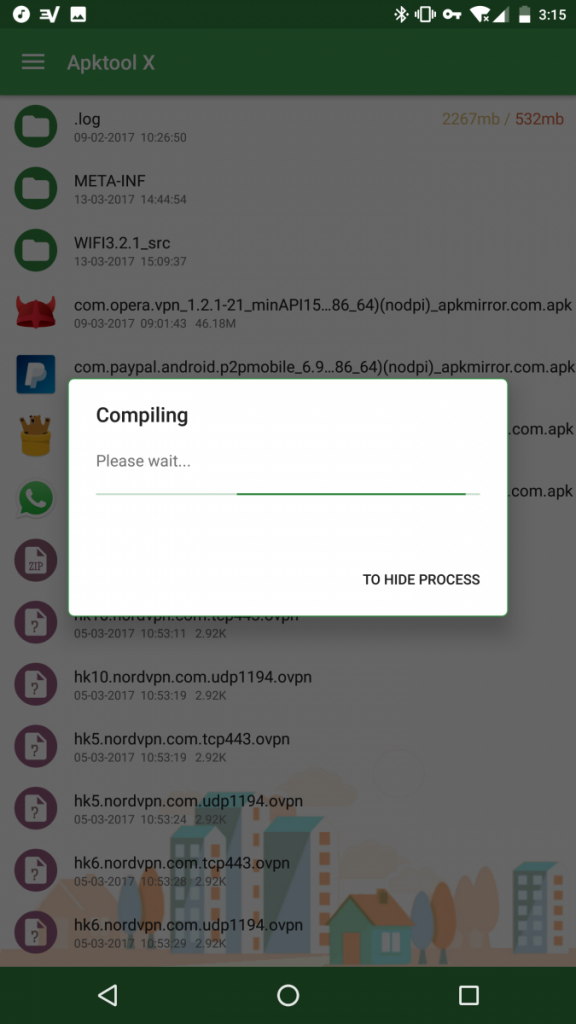 3:15
Apktool X
.log
2267mb / 532mb
09-02-2017 10:26:50
META-INF
13-03-2017 14:44:54
WIFI3.2.1_src
13-03-2017 15:09:37
com.opera.vpn_1.2.1-21_minAPI15...86_64)(nodpi)_apkmirror.com.apk
09-03-2017 09:01:43 46.18M
com.paypal.android.p2pmobile_6.9...86_64)(nodpi)_apkmirror.com.apk
.com.apk
.com.apk
Compiling
Please wait...
TO HIDE PROCESS
ZIP
hk10.nordvpn.com.tcp443.ovpn
05-03-2017 10:53:11 2.92K
hk10.nordvpn.com.udp1194.ovpn
05-03-2017 10:53:19 2.92K
hk5.nordvpn.com.tcp443.ovpn
05-03-2017 10:53:19 2.92K
hk5.nordvpn.com.udp1194.ovpn
05-03-2017 10:53:24 2.92K
hk6.nordvpn.com.tcp443.ovpn
05-03-2017 10:53:28 2.92K
hk6.nordvpn.com.udp1194.ovpn
05-03-2017 10:53:29 2.92K